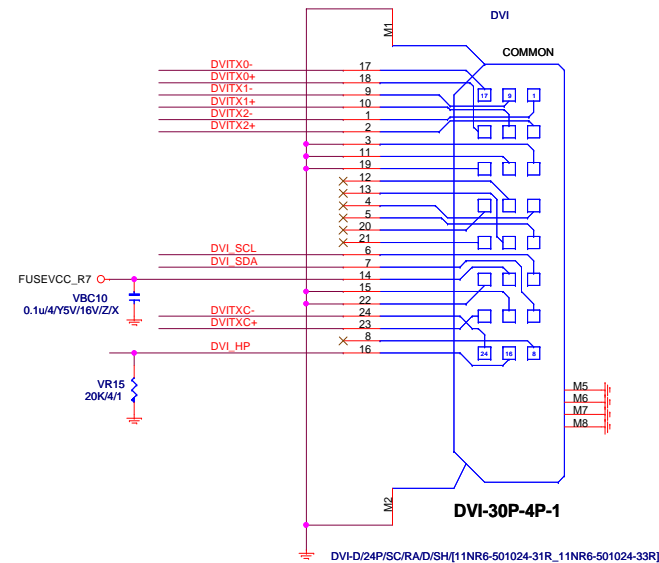 DVI
M1
COMMON
DVITX0- 17
DVITX0+ 18
DVITX1- 9
DVITX1+ 10
DVITX2- 1
DVITX2+ 2
17 9 1
3
11
19
12
13
4
5
20
21
DVI_SCL 6
DVI_SDA 7
FUSEVCC_R7 14
15
VBC10
0.1u/4/Y5V/16V/Z/X
22
DVITXC- 24
DVITXC+ 23
8
DVI_HP 16
24 16 8
VR15
20K/4/1
M5
M6
M7
M8
M2
DVI-30P-4P-1
DVI-D/24P/SC/RA/D/SH/[11NR6-501024-31R_11NR6-501024-33R]